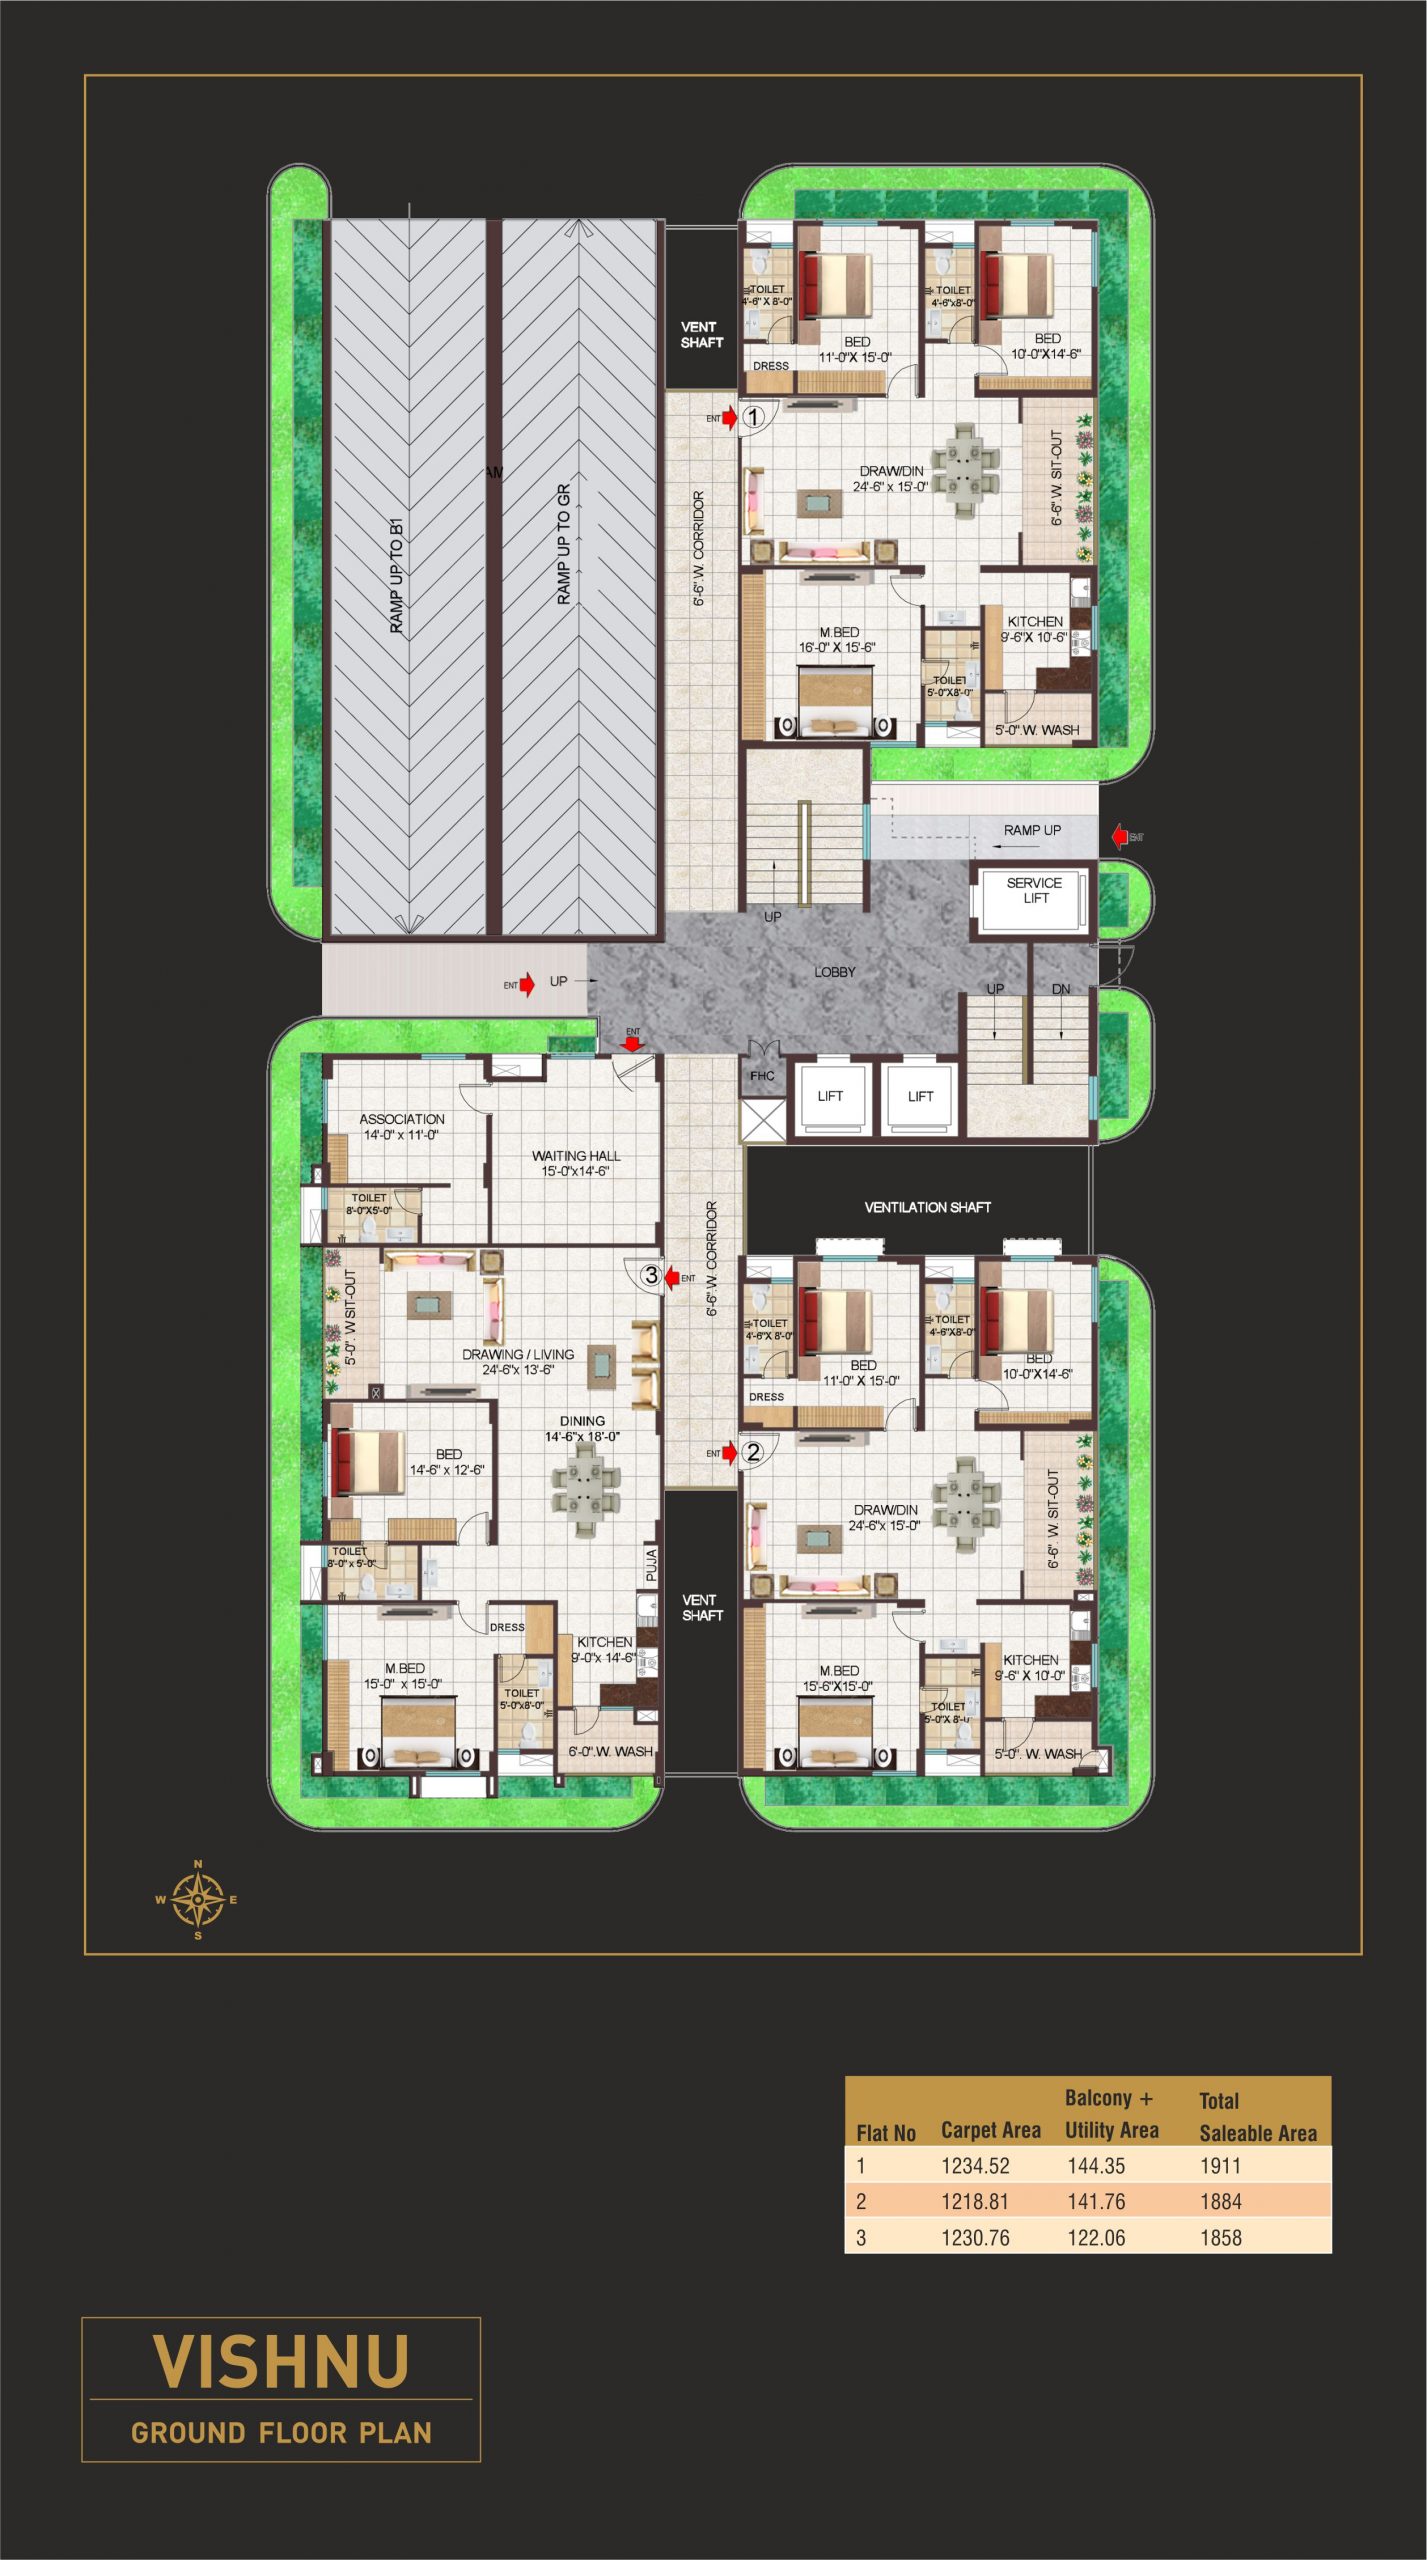 VENT
SHAFT
TOILET
4'-6" X 8'-0"
DRESS
BED
11'-0"X 15'-0"
TOILET
4'-6"x8'-0"
BED
10'-0"X14'-6"
ENT
1
DRAW/DIN
24'-6" x 15'-0"
6'-6". W. SIT-OUT
6'-6". W. CORRIDOR
RAMP UP TO B1
RAMP UP TO GR
AM
M.BED
16'-0" X 15'-6"
KITCHEN
9'-6"X 10'-6"
TOILET
5'-0"X8'-0"
5'-0".W. WASH
RAMP UP
ENT
SERVICE
LIFT
UP
LOBBY
ENT
UP
UP
DN
ENT
FHC
LIFT
LIFT
ASSOCIATION
14'-0" x 11'-0"
WAITING HALL
15'-0"x14'-6"
TOILET
8'-0"X5'-0"
VENTILATION SHAFT
6'-6". W. CORRIDOR
3
ENT
5'-0". W SIT-OUT
DRAWING / LIVING
24'-6"x 13'-6"
DINING
14'-6"x 18'-0"
BED
14'-6" x 12'-6"
TOILET
8'-0" x 5'-0"
PUJA
DRESS
M.BED
15'-0" x 15'-0"
KITCHEN
9'-0"x 14'-6"
TOILET
5'-0"x8'-0"
6'-0".W. WASH
VENT
SHAFT
TOILET
4'-6"X 8'-0"
DRESS
BED
11'-0" X 15'-0"
TOILET
4'-6"X8'-0"
BED
10'-0"X14'-6"
ENT
2
DRAW/DIN
24'-6"x 15'-0"
6'-6". W. SIT-OUT
M.BED
15'-6"X15'-0"
KITCHEN
9'-6" X 10'-0"
TOILET
5'-0"X 8'-0"
5'-0". W. WASH
N
W E
S
Flat No Carpet Area Balcony + Utility Area Total Saleable Area
1 1234.52 144.35 1911
2 1218.81 141.76 1884
3 1230.76 122.06 1858
VISHNU
GROUND FLOOR PLAN